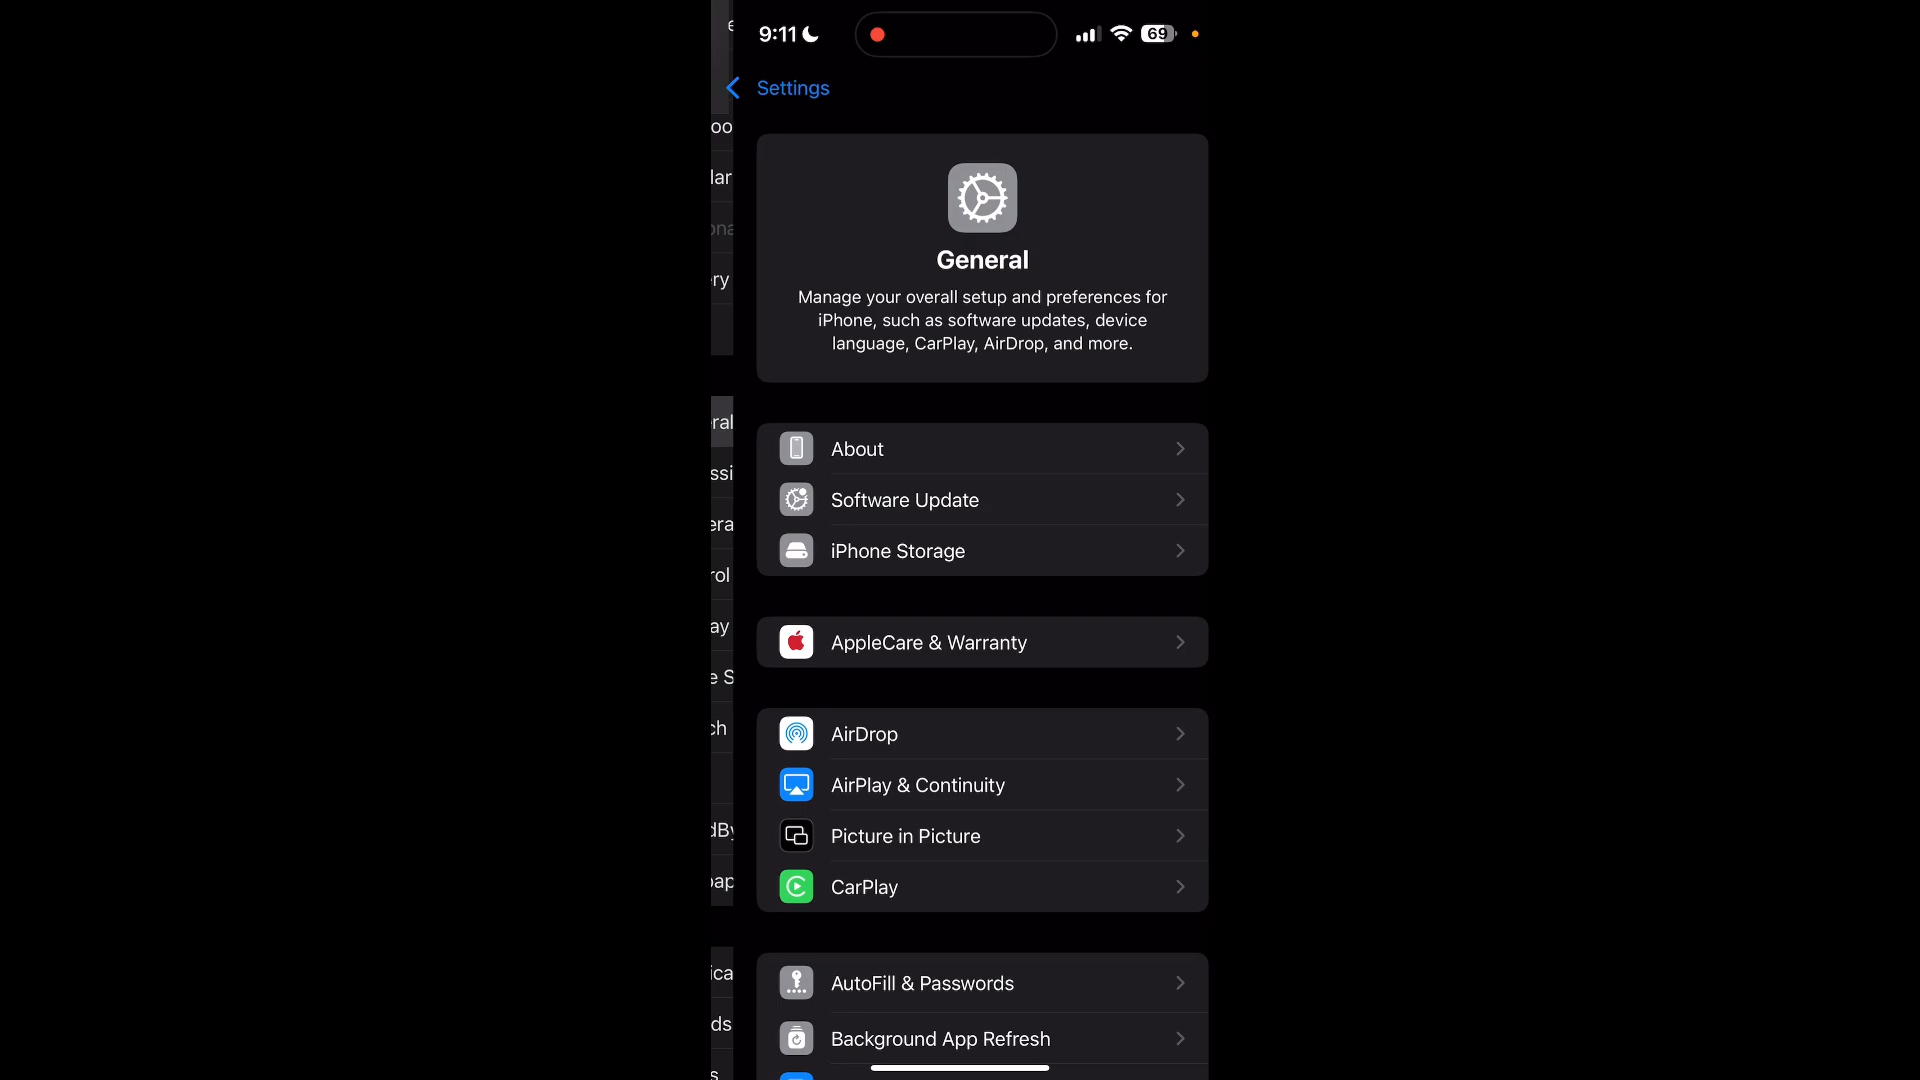 9:11
69
Settings
General
Manage your overall setup and preferences for
iPhone, such as software updates, device
language, CarPlay, AirDrop, and more.
About
Software Update
iPhone Storage
AppleCare & Warranty
AirDrop
AirPlay & Continuity
Picture in Picture
CarPlay
AutoFill & Passwords
Background App Refresh